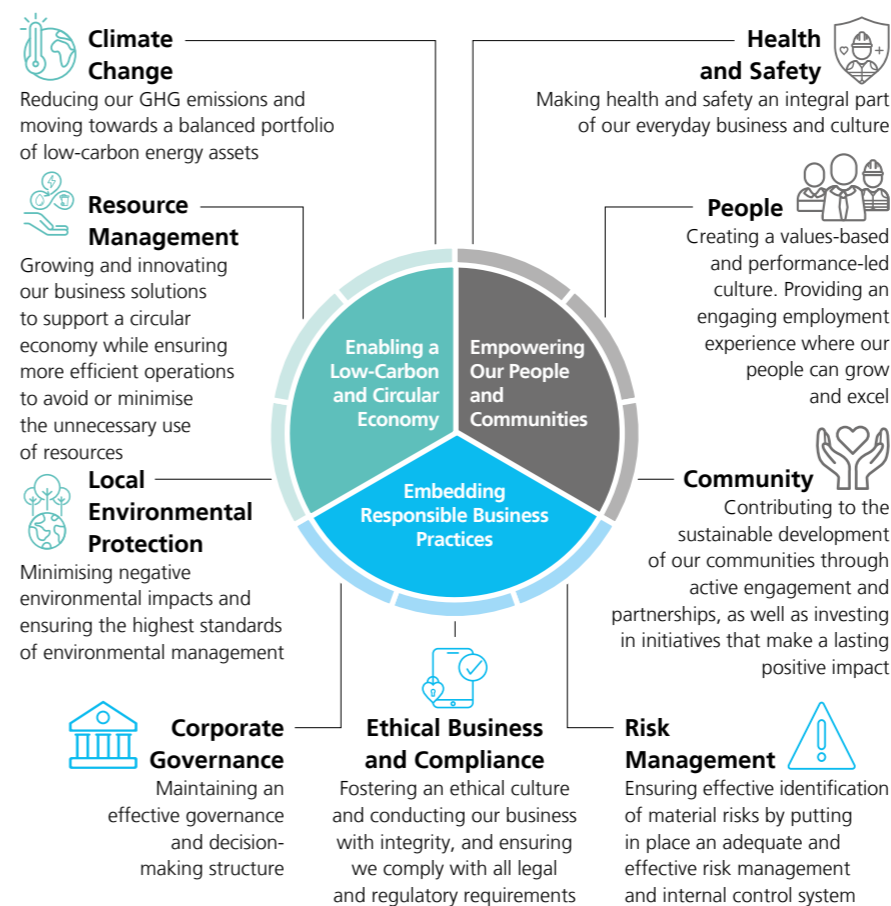 Climate
Change
Reducing our GHG emissions and
moving towards a balanced portfolio
of low-carbon energy assets
Resource
Management
Growing and innovating
our business solutions
to support a circular
economy while ensuring
more efficient operations
to avoid or minimise
the unnecessary use
of resources
Local
Environmental
Protection
Minimising negative
environmental impacts and
ensuring the highest standards
of environmental management
Health
and Safety
Making health and safety an integral part
of our everyday business and culture
People
Creating a values-based
and performance-led
culture. Providing an
engaging employment
experience where our
people can grow
and excel
Community
Contributing to the
sustainable development
of our communities through
active engagement and
partnerships, as well as investing
in initiatives that make a lasting
positive impact
Enabling a
Low-Carbon
and Circular
Economy
Empowering
Our People
and
Communities
Embedding
Responsible Business
Practices
Corporate
Governance
Maintaining an
effective governance
and decision-
making structure
Ethical Business
and Compliance
Fostering an ethical culture
and conducting our business
with integrity, and ensuring
we comply with all legal
and regulatory requirements
Risk
Management
Ensuring effective identification
of material risks by putting
in place an adequate and
effective risk management
and internal control system